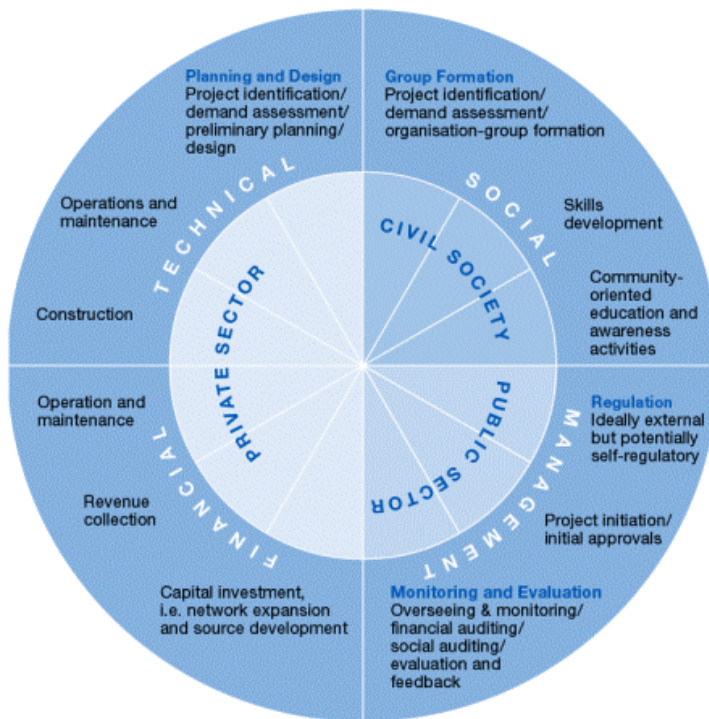 Planning and Design
Project identification/
demand assessment/
preliminary planning/
design
Group Formation
Project identification/
demand assessment/
organisation-group formation
TECHNICAL
SOCIAL
Operations and
maintenance
Skills
development
CIVIL SOCIETY
PRIVATE SECTOR
Construction
Community-
oriented
education and
awareness
activities
Operation and
maintenance
PUBLIC SECTOR
Regulation
Ideally external
but potentially
self-regulatory
FINANCIAL
MANAGEMENT
Revenue
collection
Project initiation/
initial approvals
Capital investment,
i.e. network expansion
and source development
Monitoring and Evaluation
Overseeing & monitoring/
financial auditing/
social auditing/
evaluation and
feedback